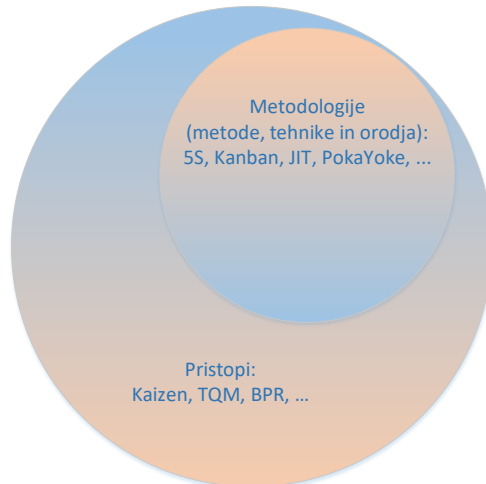 Metodologije
(metode, tehnike in orodja):
5S, Kanban, JIT, PokaYoke, ...
Pristopi:
Kaizen, TQM, BPR, …